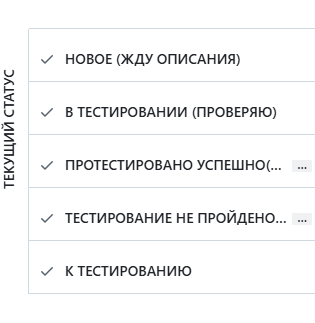 ТЕКУЩИЙ СТАТУС
НОВОЕ (ЖДУ ОПИСАНИЯ)
В ТЕСТИРОВАНИИ (ПРОВЕРЯЮ)
ПРОТЕСТИРОВАНО УСПЕШНО(... ...
ТЕСТИРОВАНИЕ НЕ ПРОЙДЕНО... ...
К ТЕСТИРОВАНИЮ